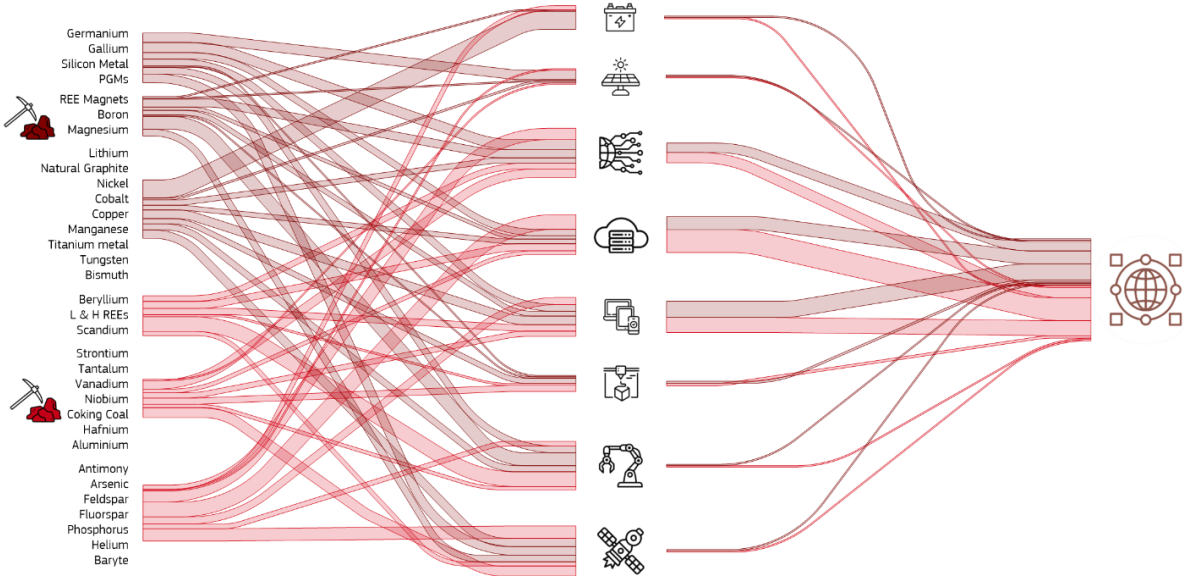 Germanium
Gallium
Silicon Metal
PGMs
REE Magnets
Boron
Magnesium
Lithium
Natural Graphite
Nickel
Cobalt
Copper
Manganese
Titanium metal
Tungsten
Bismuth
Beryllium
L & H REEs
Scandium
Strontium
Tantalum
Vanadium
Niobium
Coking Coal
Hafnium
Aluminium
Antimony
Arsenic
Feldspar
Fluorspar
Phosphorus
Helium
Baryte